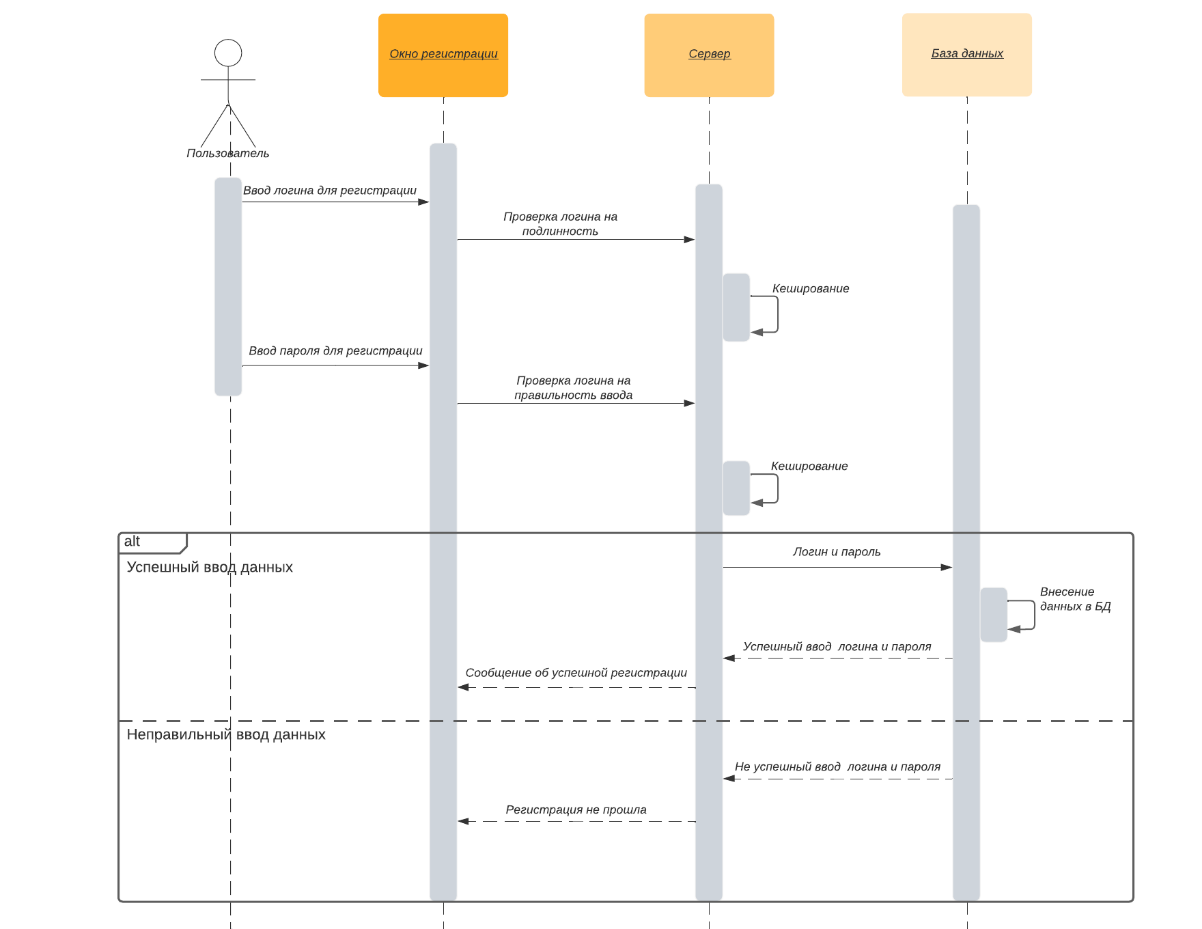 Окно регистрации
Сервер
База данных
Пользователь
Ввод логина для регистрации
Проверка логина на
подлинность
Кеширование
Ввод пароля для регистрации
Проверка логина на
правильность ввода
Кеширование
alt
Логин и пароль
Успешный ввод данных
Внесение
данных в БД
Успешный ввод логина и пароля
Сообщение об успешной регистрации
Неправильный ввод данных
Не успешный ввод логина и пароля
Регистрация не прошла